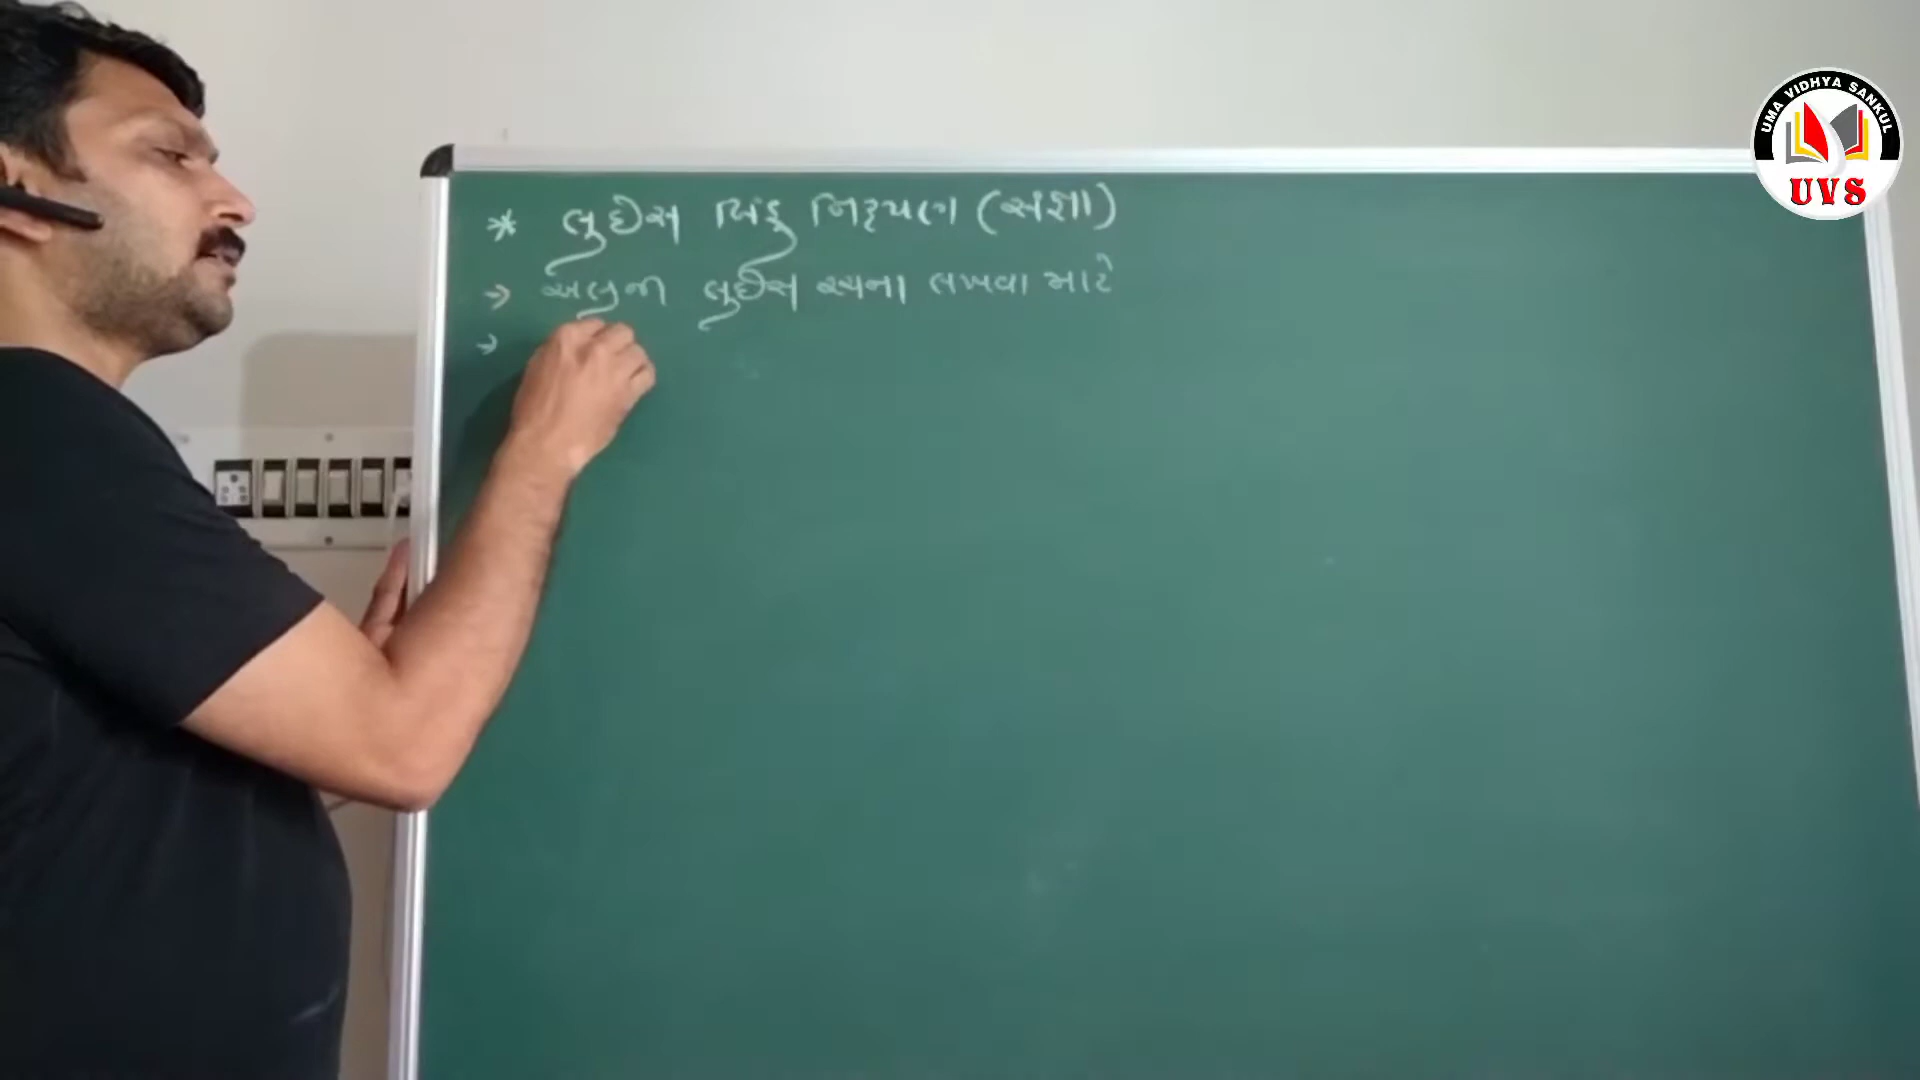 * લુઈસ બિંદુ નિરૂપણ (સંજ્ઞા)
→ અણુની લુઈસ રચના લખવા માટે
→
UMA VIDHYA SANKUL
UVS